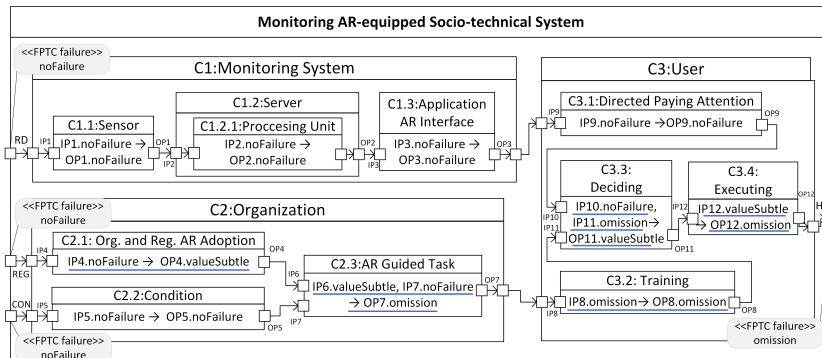 Monitoring AR-equipped Socio-technical System
<<FPTC failure>>
noFailure
C1:Monitoring System
C1.1:Sensor
IP1.noFailure →
OP1.noFailure
C1.2:Server
C1.2.1:Proccesing Unit
IP2.noFailure →
OP2.noFailure
C1.3:Application
AR Interface
IP3.noFailure →
OP3.noFailure
RD
IP1
OP1
IP2
OP2
IP3
OP3
C3:User
C3.1:Directed Paying Attention
IP9.noFailure →OP9.noFailure
IP9
OP9
C3.3:
Deciding
IP10.noFailure,
IP11.omission→
OP11.valueSubtle
IP10
IP11
OP11
C3.4:
Executing
IP12.valueSubtle
→ OP12.omission
IP12
OP12
H
C3.2: Training
IP8.omission→ OP8.omission
IP8
OP8
<<FPTC failure>>
omission
<<FPTC failure>>
noFailure
C2:Organization
C2.1: Org. and Reg. AR Adoption
IP4.noFailure → OP4.valueSubtle
REG
IP4
OP4
C2.2:Condition
IP5.noFailure → OP5.noFailure
CON
IP5
OP5
C2.3:AR Guided Task
IP6.valueSubtle, IP7.noFailure
→ OP7.omission
IP6
IP7
OP7
<<FPTC failure>>
noFailure